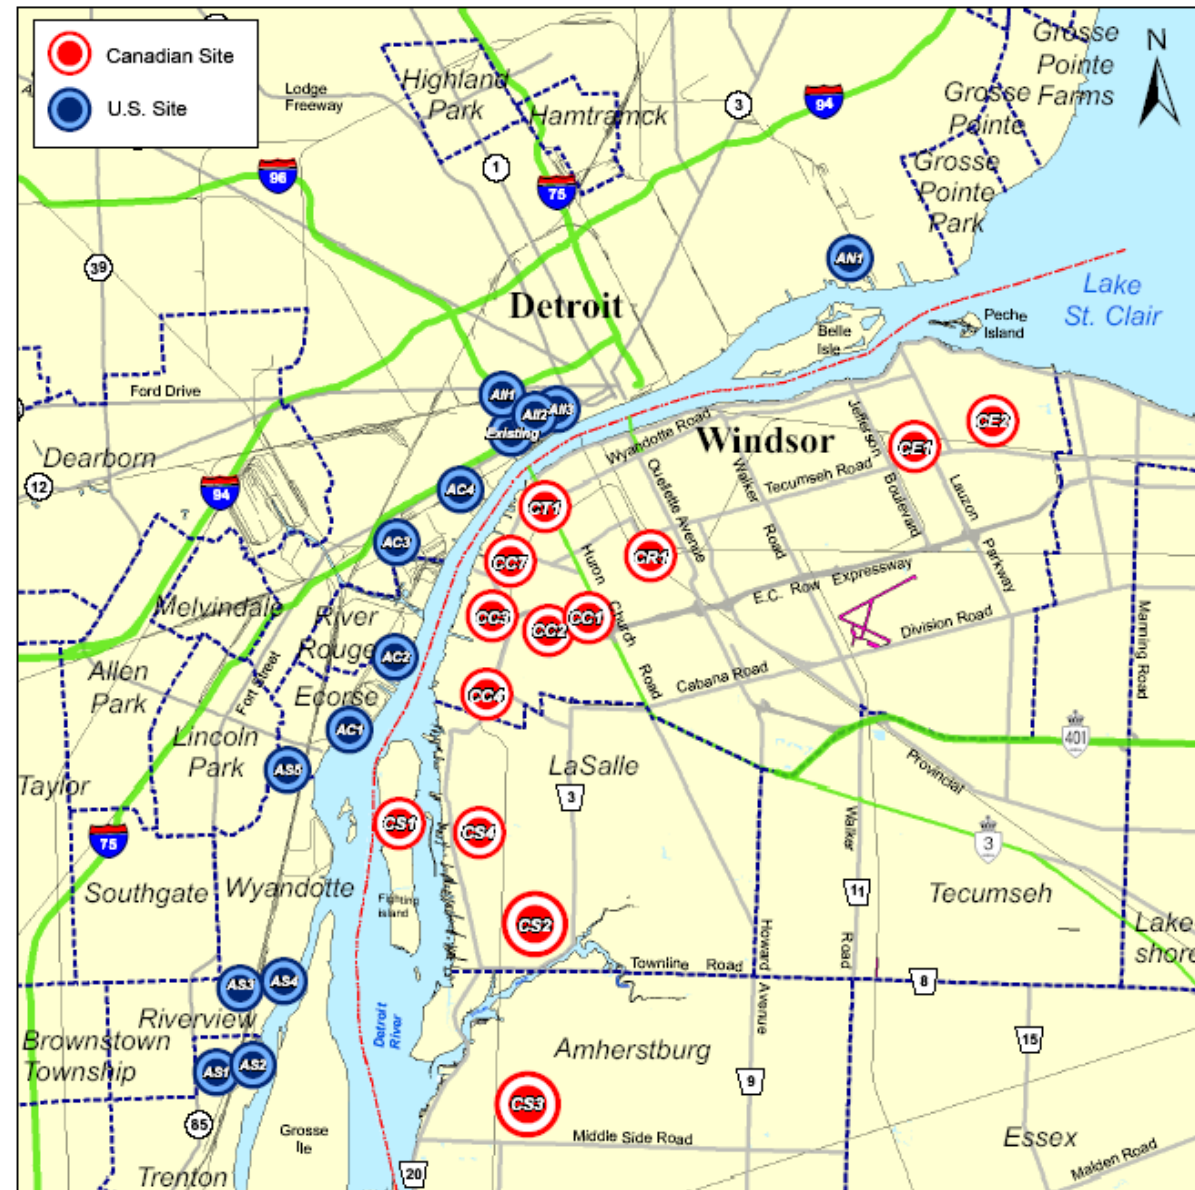 Canadian Site
U.S. Site
Lodge
Freeway
Highland
Park
Hamtramck
Grosse
Pointe
Farms
Grosse
Pointe
Grosse
Pointe
Park
N
3
94
96
1
75
39
AN1
Detroit
Lake
St. Clair
Peche
Island
Belle
Isle
Ford Drive
AII1
AII2
AII3
Existing
Wyandotte Road
Windsor
Jefferson
Boulevard
CE1
CE2
Dearborn
12
94
AC4
Tecumseh Road
Lauzon
Parkway
Ouellette Avenue
Walker
Road
CT1
AC3
CC7
CR1
Huron
Church
Road
E.C. Row Expressway
Melvindale
River
Rouge
CC3
CC2
CC1
Division Road
Manning Road
Allen
Park
Fort Street
AC2
Ecorse
CC4
Cabana Road
AC1
Lincoln
Park
401
AS5
Taylor
LaSalle
3
Provincial
75
CS1
CS4
Walker
Road
3
Southgate
Wyandotte
Fighting
island
11
Tecumseh
CS2
Lake
shore
Howard Avenue
Townline Road
8
AS3
AS4
Riverview
Detroit
River
Brownstown
Township
AS1
AS2
Amherstburg
15
9
CS3
85
Grosse
Ile
Middle Side Road
Essex
Malden Road
Trenton
20